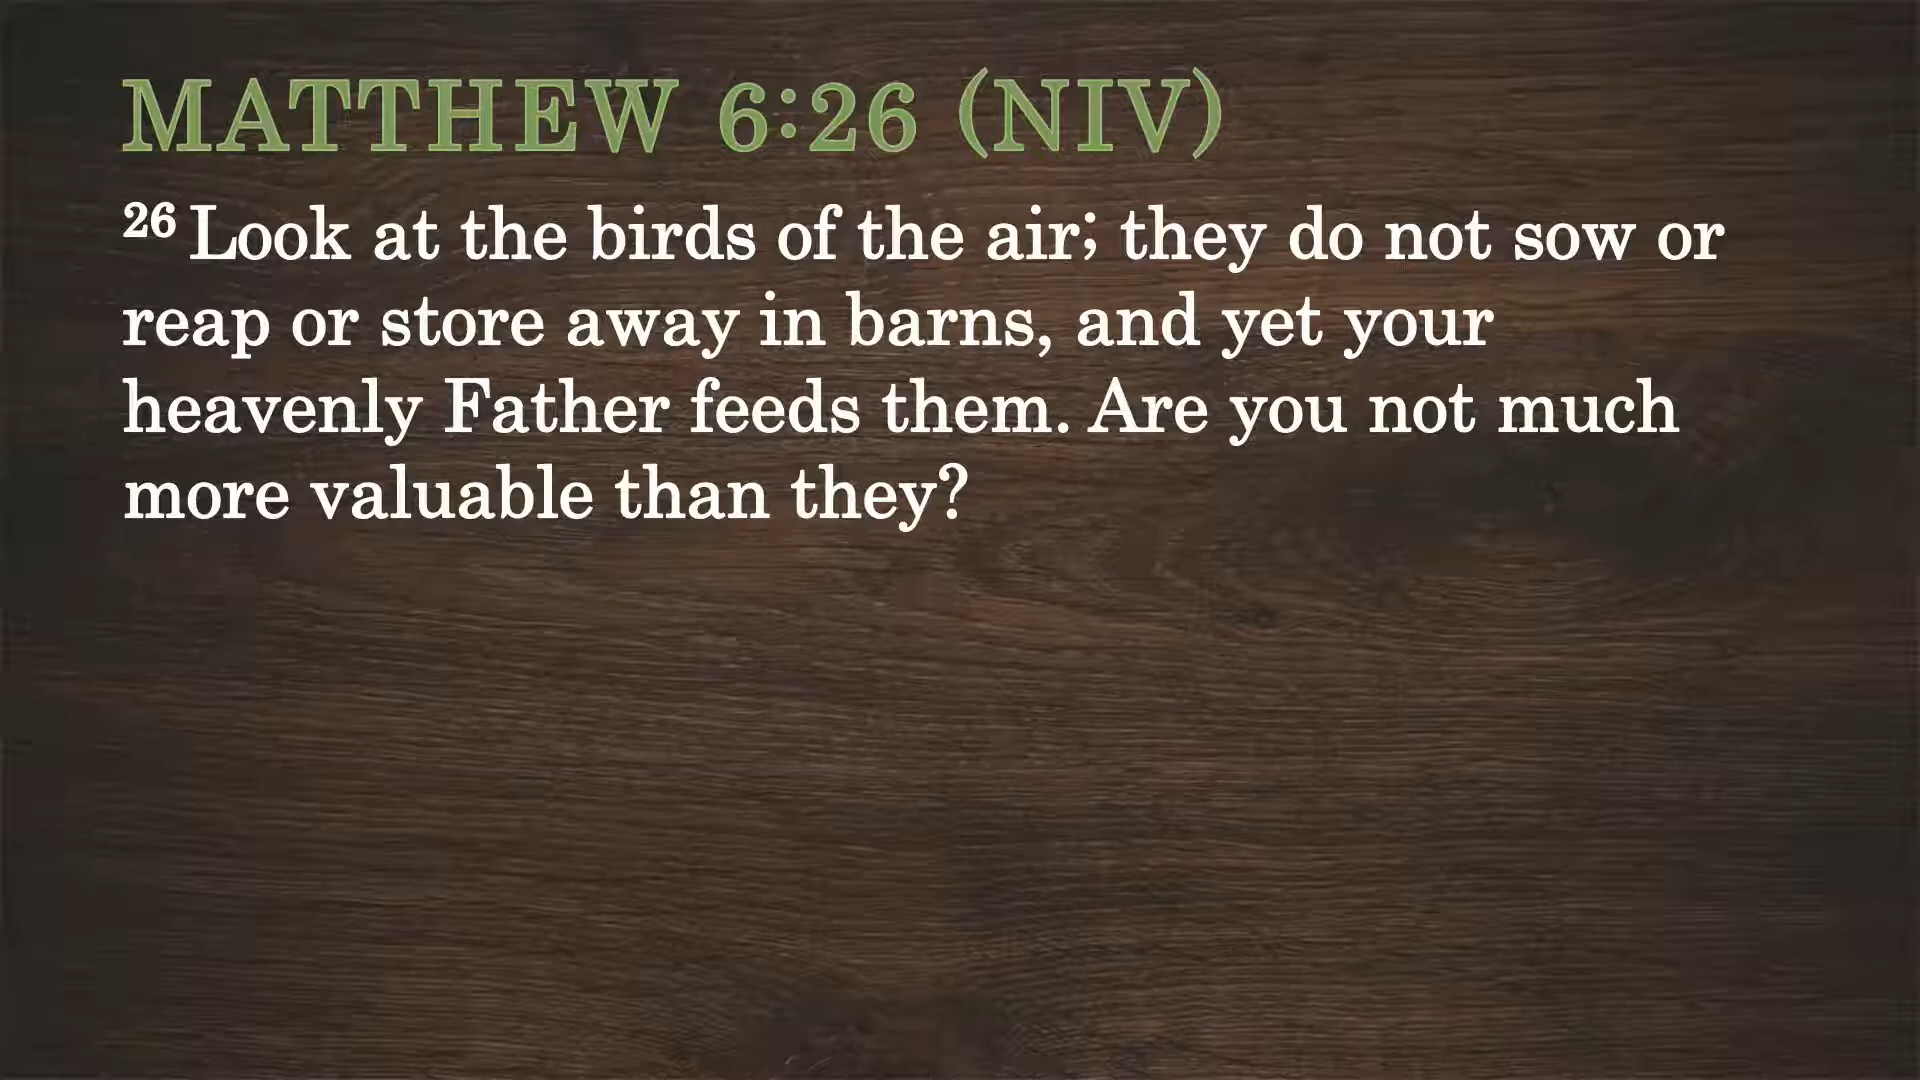 MATTHEW 6:26 (NIV)
26 Look at the birds of the air; they do not sow or
reap or store away in barns, and yet your
heavenly Father feeds them. Are you not much
more valuable than they?